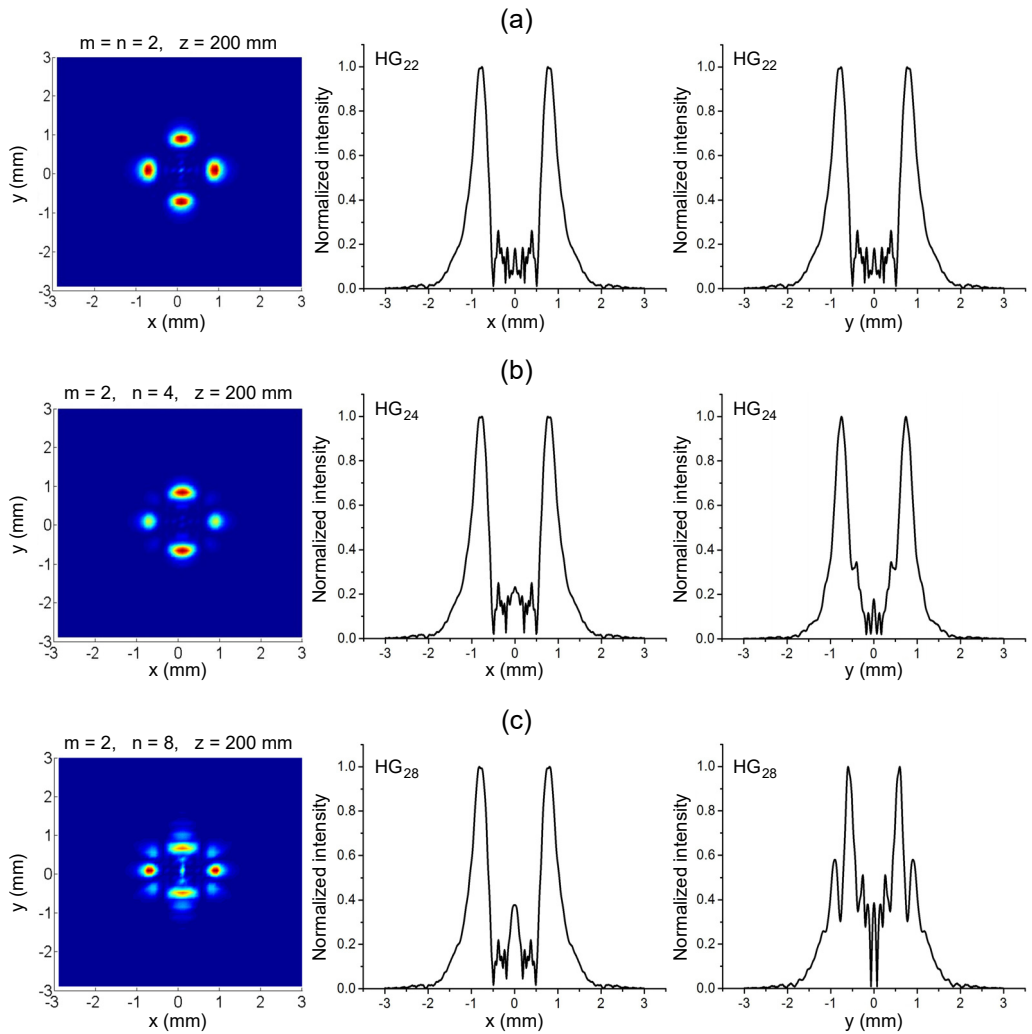 (a)
m = n = 2,   z = 200 mm
y (mm)
3
2
1
0
-1
-2
-3
-2 -1 0 1 2 3
x (mm)
HG22
Normalized intensity
1.0
0.8
0.6
0.4
0.2
0.0
-3 -2 -1 0 1 2 3
x (mm)
HG22
Normalized intensity
1.0
0.8
0.6
0.4
0.2
0.0
-3 -2 -1 0 1 2 3
y (mm)
(b)
m = 2,   n = 4,   z = 200 mm
y (mm)
3
2
1
0
-1
-2
-3
-2 -1 0 1 2 3
x (mm)
HG24
Normalized intensity
1.0
0.8
0.6
0.4
0.2
0.0
-3 -2 -1 0 1 2 3
x (mm)
HG24
Normalized intensity
1.0
0.8
0.6
0.4
0.2
0.0
-3 -2 -1 0 1 2 3
y (mm)
(c)
m = 2,   n = 8,   z = 200 mm
y (mm)
3
2
1
0
-1
-2
-3
-2 -1 0 1 2 3
x (mm)
HG28
Normalized intensity
1.0
0.8
0.6
0.4
0.2
0.0
-3 -2 -1 0 1 2 3
x (mm)
HG28
Normalized intensity
1.0
0.8
0.6
0.4
0.2
0.0
-3 -2 -1 0 1 2 3
y (mm)